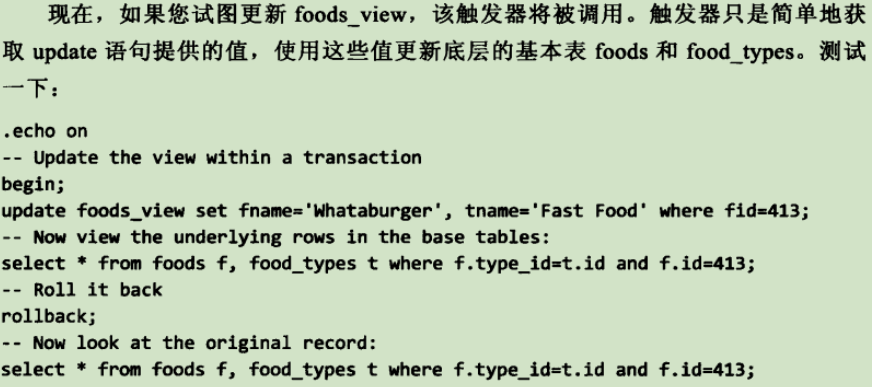 现在，如果您试图更新 foods_view，该触发器将被调用。触发器只是简单地获
取 update 语句提供的值，使用这些值更新底层的基本表 foods 和 food_types。测试
一下：
.echo on
-- Update the view within a transaction
begin;
update foods_view set fname='Whataburger', tname='Fast Food' where fid=413;
-- Now view the underlying rows in the base tables:
select * from foods f, food_types t where f.type_id=t.id and f.id=413;
-- Roll it back
rollback;
-- Now look at the original record:
select * from foods f, food_types t where f.type_id=t.id and f.id=413;